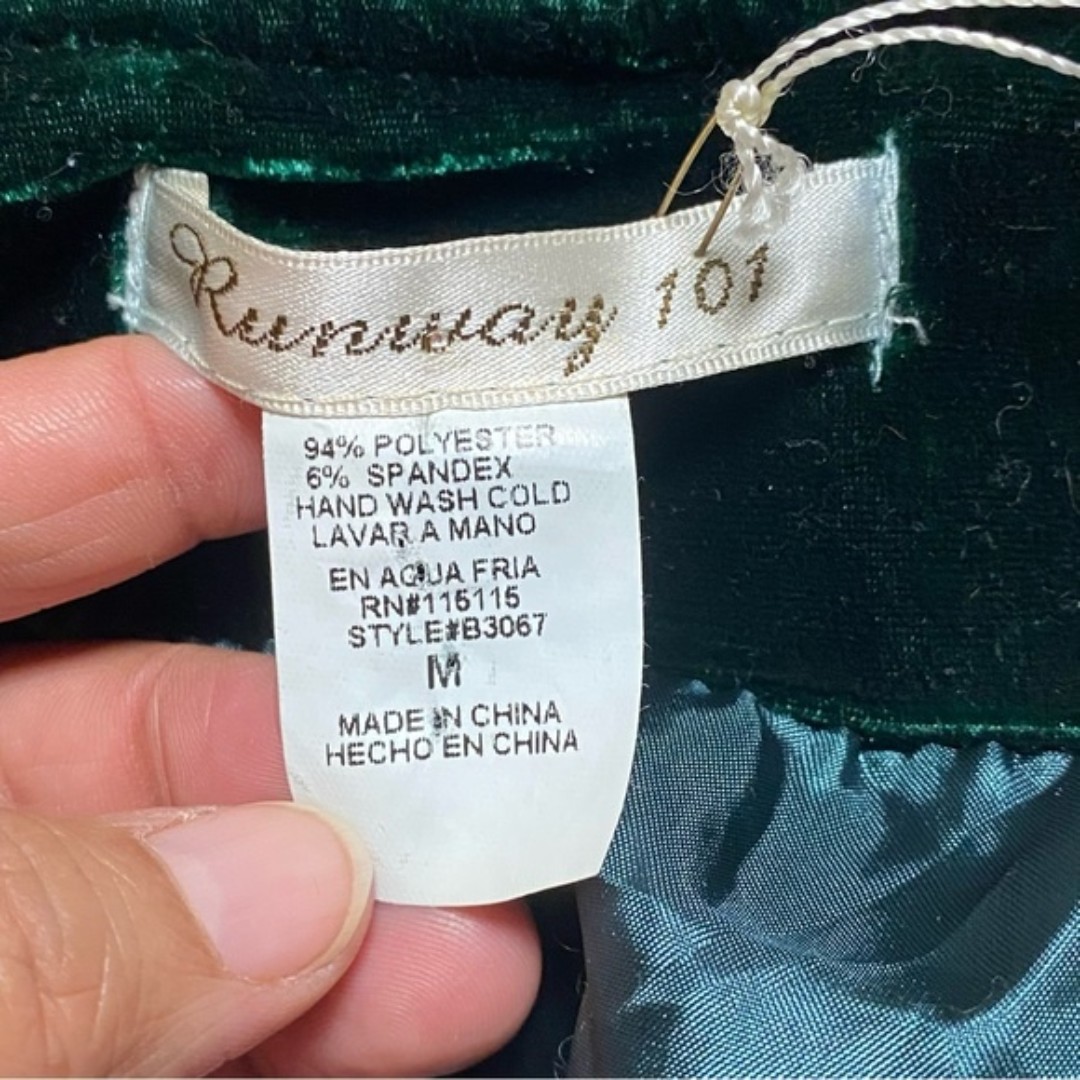 Runway 101
94% POLYESTER
6% SPANDEX
HAND WASH COLD
LAVAR A MANO
EN AQUA FRIA
RN#115115
STYLE#B3067
M
MADE IN CHINA
HECHO EN CHINA